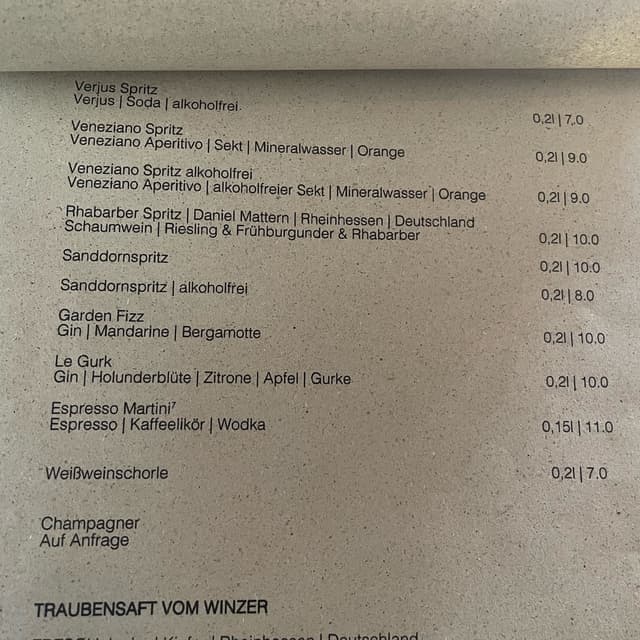 Verjus Spritz
Verjus | Soda | alkoholfrei
0,2l | 7.0
Veneziano Spritz
Veneziano Aperitivo | Sekt | Mineralwasser | Orange
0,2l | 9.0
Veneziano Spritz alkoholfrei
Veneziano Aperitivo | alkoholfreier Sekt | Mineralwasser | Orange
0,2l | 9.0
Rhabarber Spritz | Daniel Mattern | Rheinhessen | Deutschland
Schaumwein | Riesling & Frühburgunder & Rhabarber
0,2l | 10.0
Sanddornspritz
0,2l | 10.0
Sanddornspritz | alkoholfrei
0,2l | 8.0
Garden Fizz
Gin | Mandarine | Bergamotte
0,2l | 10.0
Le Gurk
Gin | Holunderblüte | Zitrone | Apfel | Gurke
0,2l | 10.0
Espresso Martini⁷
Espresso | Kaffeelikör | Wodka
0,15l | 11.0
Weißweinschorle
0,2l | 7.0
Champagner
Auf Anfrage
TRAUBENSAFT VOM WINZER
| Rheinhessen | Deutschland